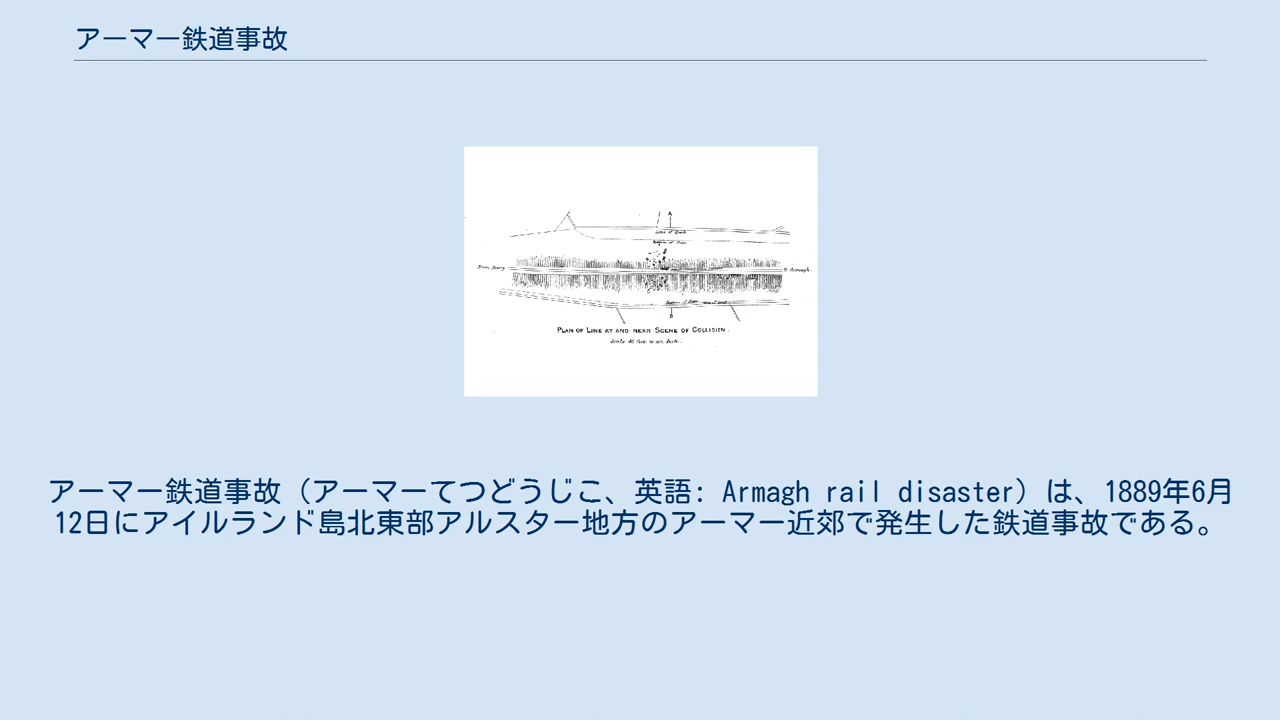 アーマー鉄道事故
PLAN OF LINE AT AND NEAR SCENE OF COLLISION.
アーマー鉄道事故（アーマーてつどうじこ、英語: Armagh rail disaster）は、1889年6月
12日にアイルランド島北東部アルスター地方のアーマー近郊で発生した鉄道事故である。